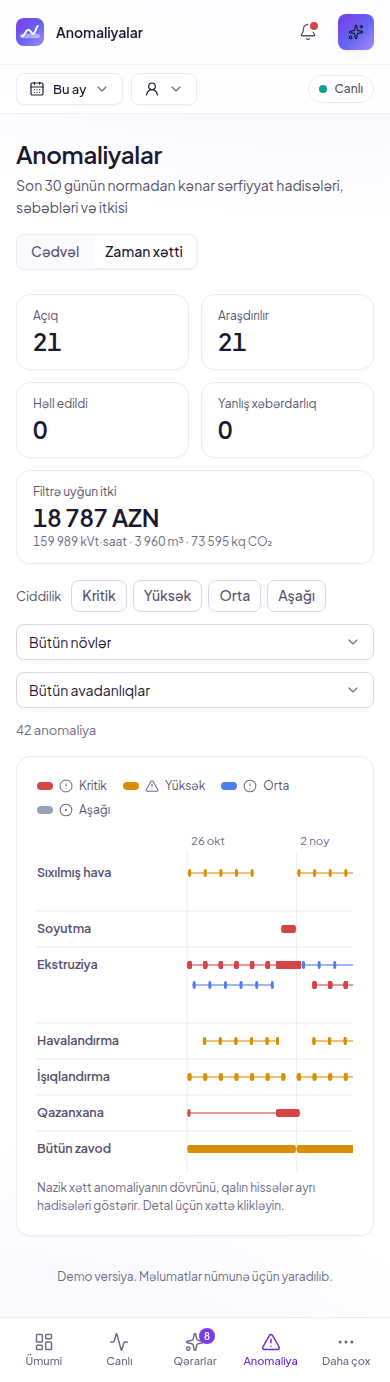 Anomaliyalar
Bu ay
Canlı
Anomaliyalar
Son 30 günün normadan kənar sərfiyyat hadisələri,
səbəbləri və itkisi
Cədvəl
Zaman xətti
Açıq
21
Araşdırılır
21
Həll edildi
0
Yanlış xəbərdarlıq
0
Filtrə uyğun itki
18 787 AZN
159 989 kVt·saat · 3 960 m³ · 73 595 kq CO₂
Ciddilik
Kritik
Yüksək
Orta
Aşağı
Bütün növlər
Bütün avadanlıqlar
42 anomaliya
Kritik
Yüksək
Orta
Aşağı
26 okt
2 noy
Sıxılmış hava
Soyutma
Ekstruziya
Havalandırma
İşıqlandırma
Qazanxana
Bütün zavod
Nazik xətt anomaliyanın dövrünü, qalın hissələr ayrı
hadisələri göstərir. Detal üçün xəttə klikləyin.
Demo versiya. Məlumatlar nümunə üçün yaradılıb.
8
Ümumi
Canlı
Qərarlar
Anomaliya
Daha çox